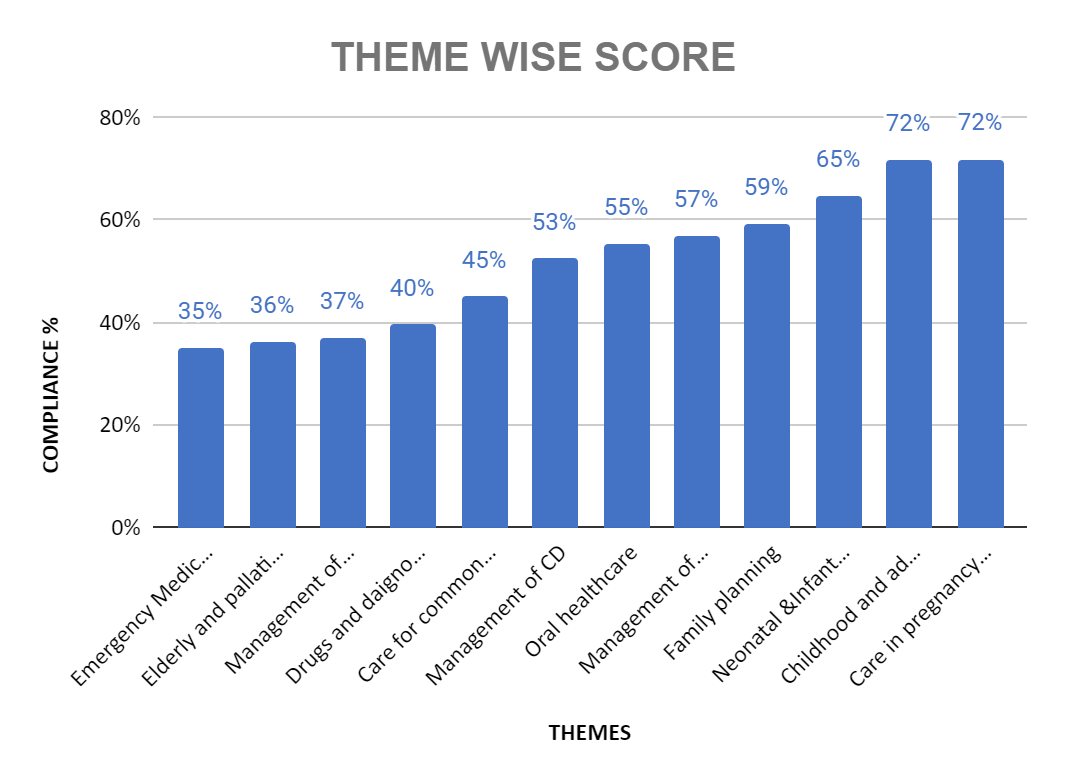 THEME WISE SCORE
80%
60%
40%
20%
0%
COMPLIANCE %
35%
36%
37%
40%
45%
53%
55%
57%
59%
65%
72%
72%
Emergency Medic...
Elderly and pallati...
Management of...
Drugs and daigno...
Care for common...
Management of CD
Oral healthcare
Management of...
Family planning
Neonatal &Infant...
Childhood and ad...
Care in pregnancy...
THEMES